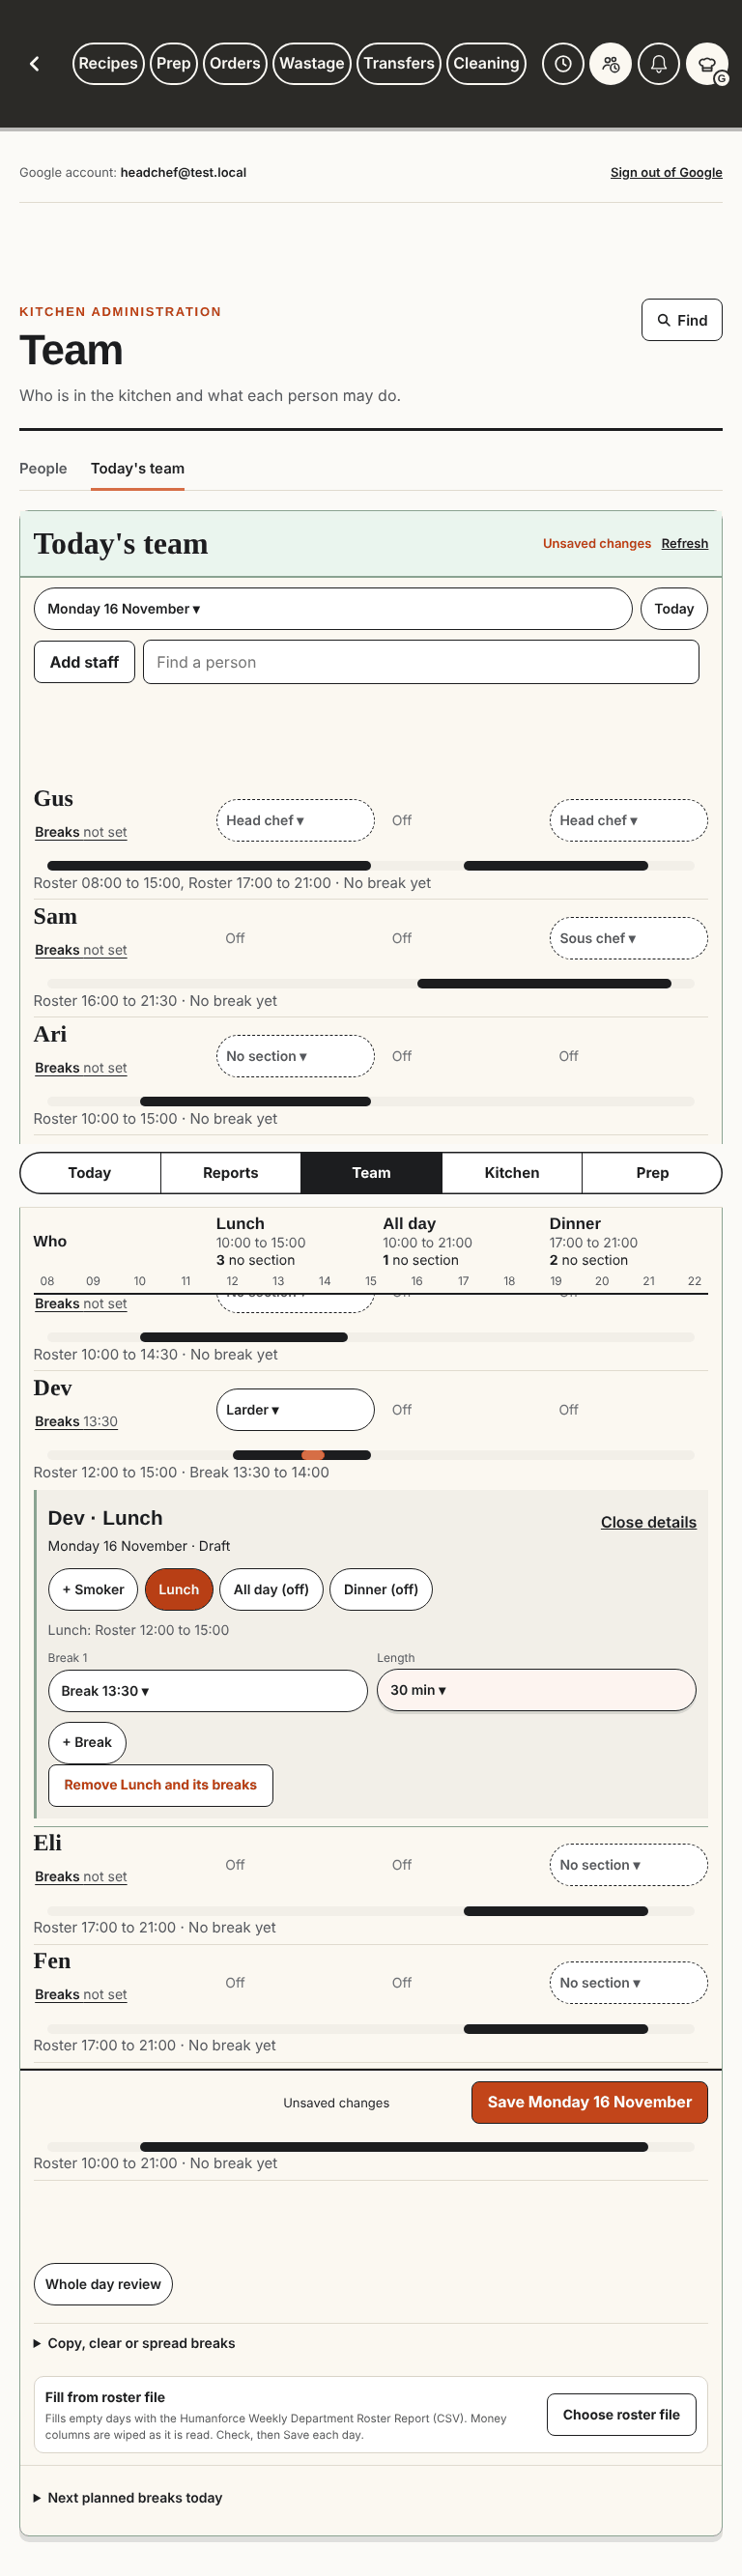 Recipes Prep Orders Wastage Transfers Cleaning
G
Google account: headchef@test.local Sign out of Google
KITCHEN ADMINISTRATION
Find
Team
Who is in the kitchen and what each person may do.
People Today's team
Today's team Unsaved changes Refresh
Monday 16 November ▾ Today
Add staff Find a person
Gus
Breaks not set Head chef ▾ Off Head chef ▾
Roster 08:00 to 15:00, Roster 17:00 to 21:00 · No break yet
Sam
Breaks not set Off Off Sous chef ▾
Roster 16:00 to 21:30 · No break yet
Ari
Breaks not set No section ▾ Off Off
Roster 10:00 to 15:00 · No break yet
Today Reports Team Kitchen Prep
Who
Lunch All day Dinner
10:00 to 15:00 10:00 to 21:00 17:00 to 21:00
3 no section 1 no section 2 no section
08 09 10 11 12 13 14 15 16 17 18 19 20 21 22
Breaks not set
Roster 10:00 to 14:30 · No break yet
Dev
Breaks 13:30 Larder ▾ Off Off
Roster 12:00 to 15:00 · Break 13:30 to 14:00
Dev · Lunch Close details
Monday 16 November · Draft
+ Smoker Lunch All day (off) Dinner (off)
Lunch: Roster 12:00 to 15:00
Break 1 Length
Break 13:30 ▾ 30 min ▾
+ Break
Remove Lunch and its breaks
Eli
Breaks not set Off Off No section ▾
Roster 17:00 to 21:00 · No break yet
Fen
Breaks not set Off Off No section ▾
Roster 17:00 to 21:00 · No break yet
Unsaved changes Save Monday 16 November
Roster 10:00 to 21:00 · No break yet
Whole day review
▶ Copy, clear or spread breaks
Fill from roster file
Fills empty days with the Humanforce Weekly Department Roster Report (CSV). Money
columns are wiped as it is read. Check, then Save each day.
Choose roster file
▶ Next planned breaks today